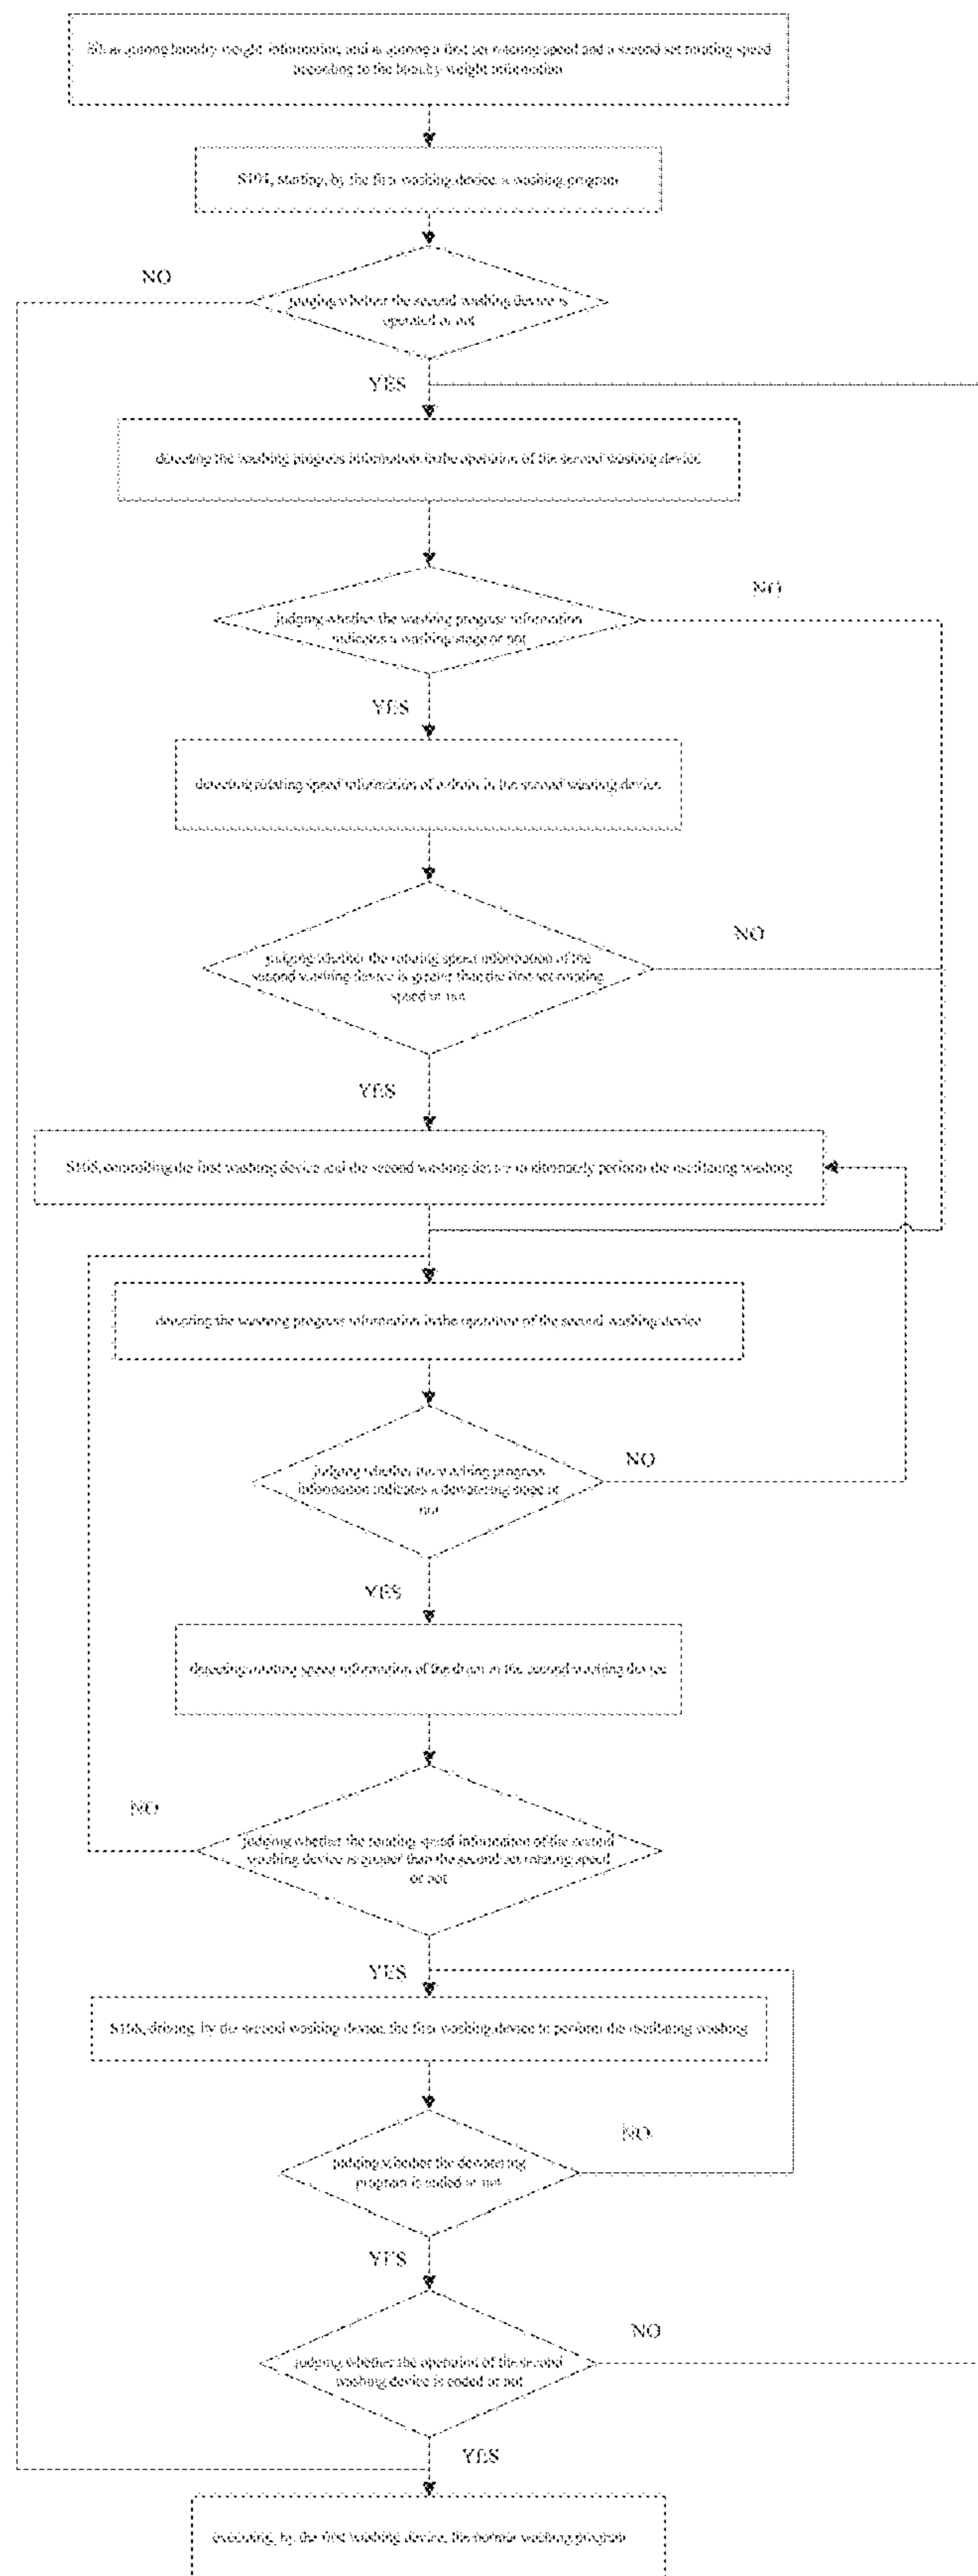 S0, acquiring laundry weight information, and acquiring a first set rotating speed and a second set rotating speed
according to the laundry weight information
S101, starting, by the first washing device, a washing program
NO
judging whether the second washing device is
operated or not
YES
detecting the washing progress information in the operation of the second washing device
NO
judging whether the washing progress information
indicates a washing stage or not
YES
detecting rotating speed information of a drum in the second washing device
NO
judging whether the rotating speed information of the
second washing device is greater than the first set rotating
speed or not
YES
controlling the first washing device and the second washing device to alternately perform the oscillating washing
detecting the washing progress information in the operation of the second washing device
NO
judging whether the washing progress
information indicates a dewatering stage or
not
YES
detecting rotating speed information of the drum in the second washing device
NO
judging whether the rotating speed information of the second
washing device is greater than the second set rotating speed
or not
YES
driving, by the second washing device, the first washing device to perform the oscillating washing
NO
judging whether the dewatering
program is ended or not
YES
NO
judging whether the operation of the second
washing device is ended or not
YES
executing, by the first washing device, the normal washing program